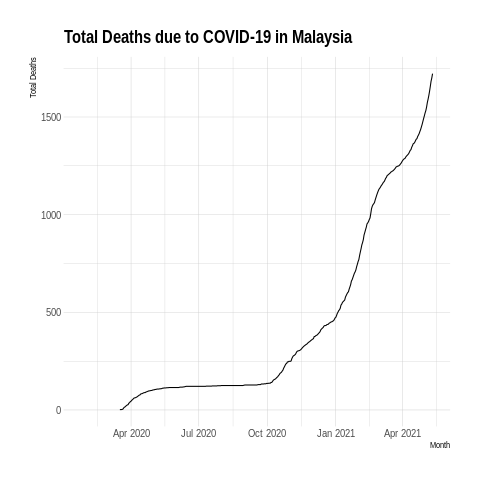 Total Deaths due to COVID-19 in Malaysia
Total Deaths
1500
1000
500
0
Apr 2020 Jul 2020 Oct 2020 Jan 2021 Apr 2021
Month